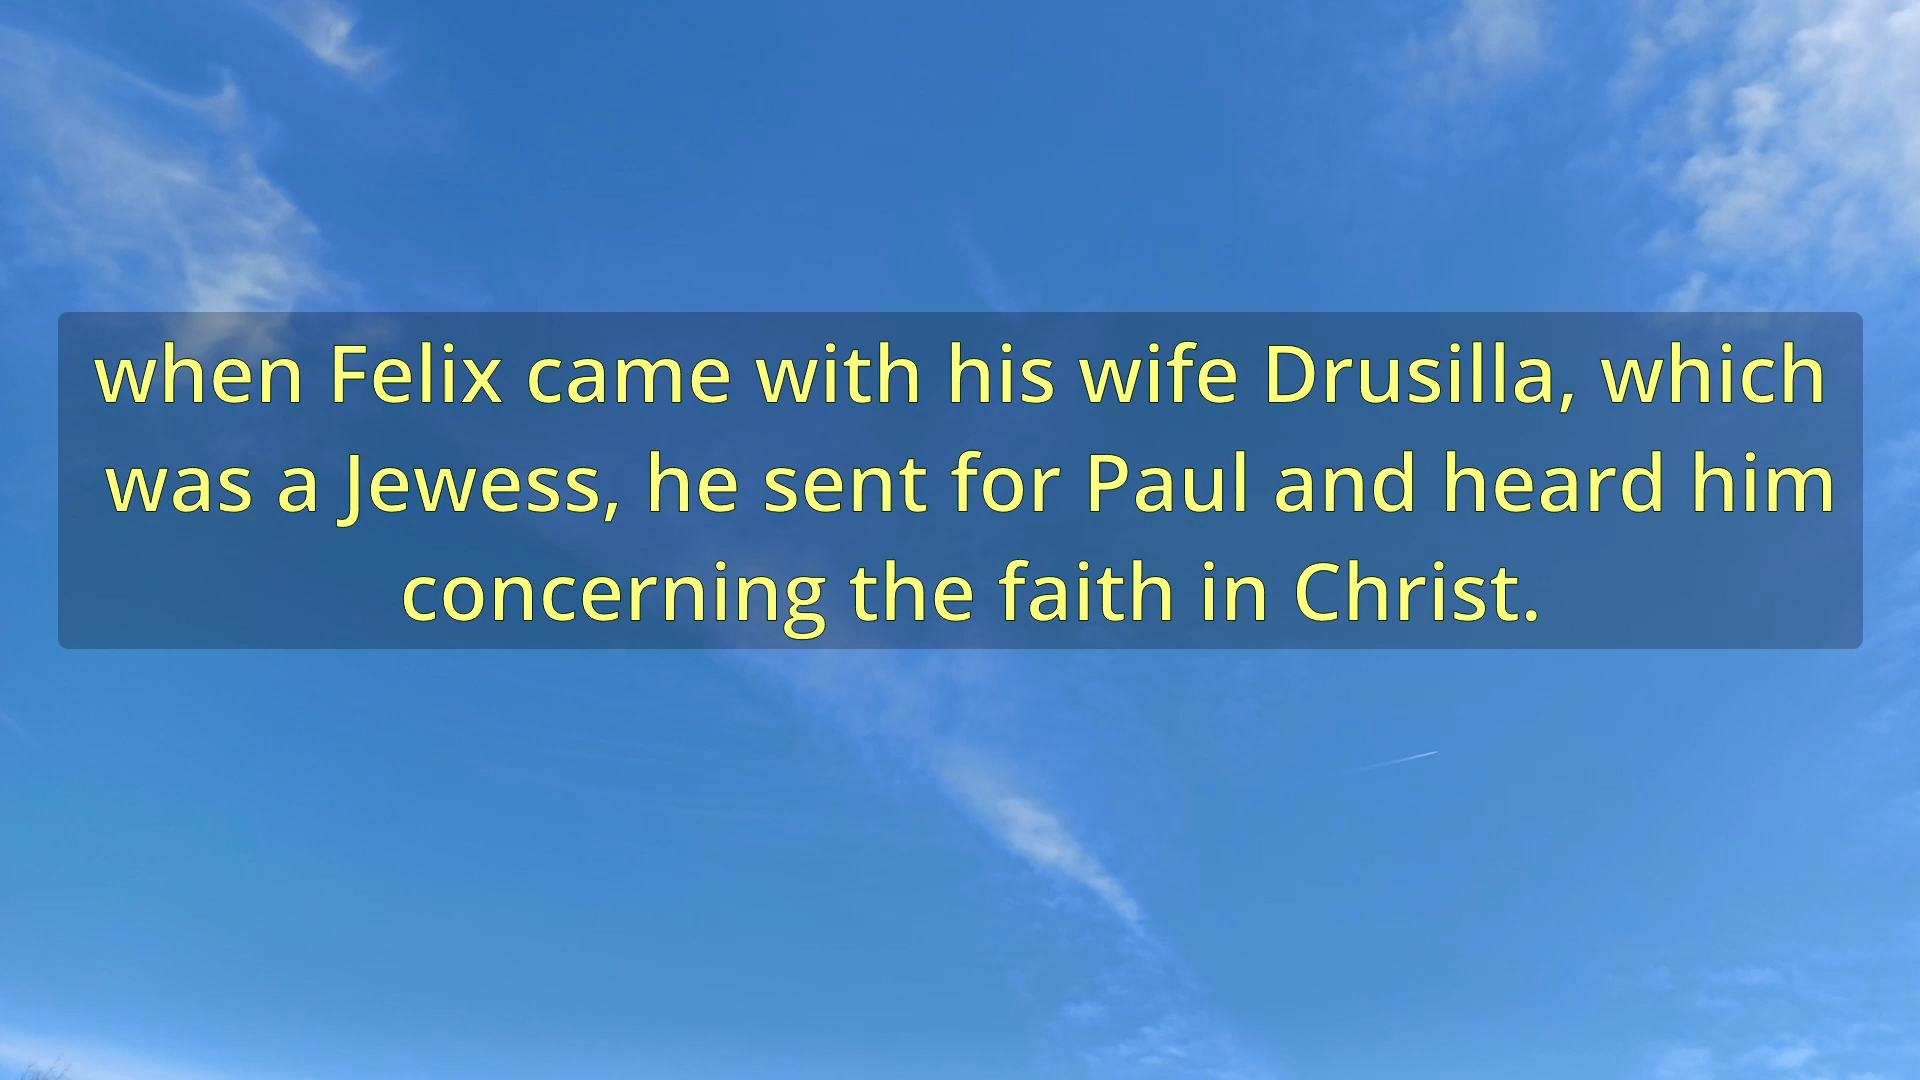 when Felix came with his wife Drusilla, which
was a Jewess, he sent for Paul and heard him
concerning the faith in Christ.